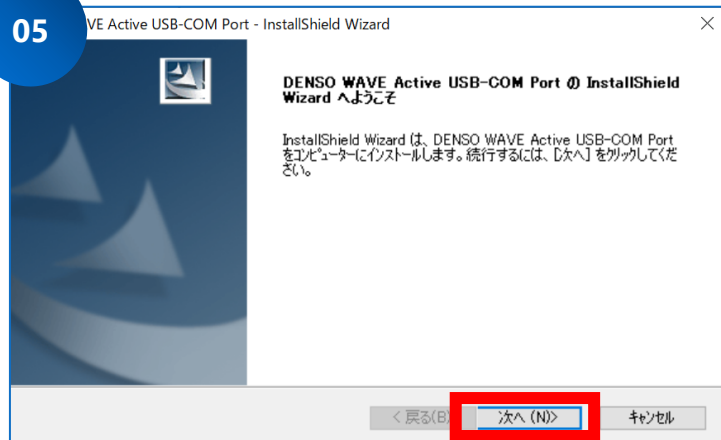 05
VE Active USB-COM Port - InstallShield Wizard
DENSO WAVE Active USB-COM Port の InstallShield
Wizard へようこそ
InstallShield Wizard は、DENSO WAVE Active USB-COM Port
をコンピューターにインストールします。続行するには、[次へ] をクリックしてくだ
さい。
< 戻る(B)
次へ (N)>
キャンセル